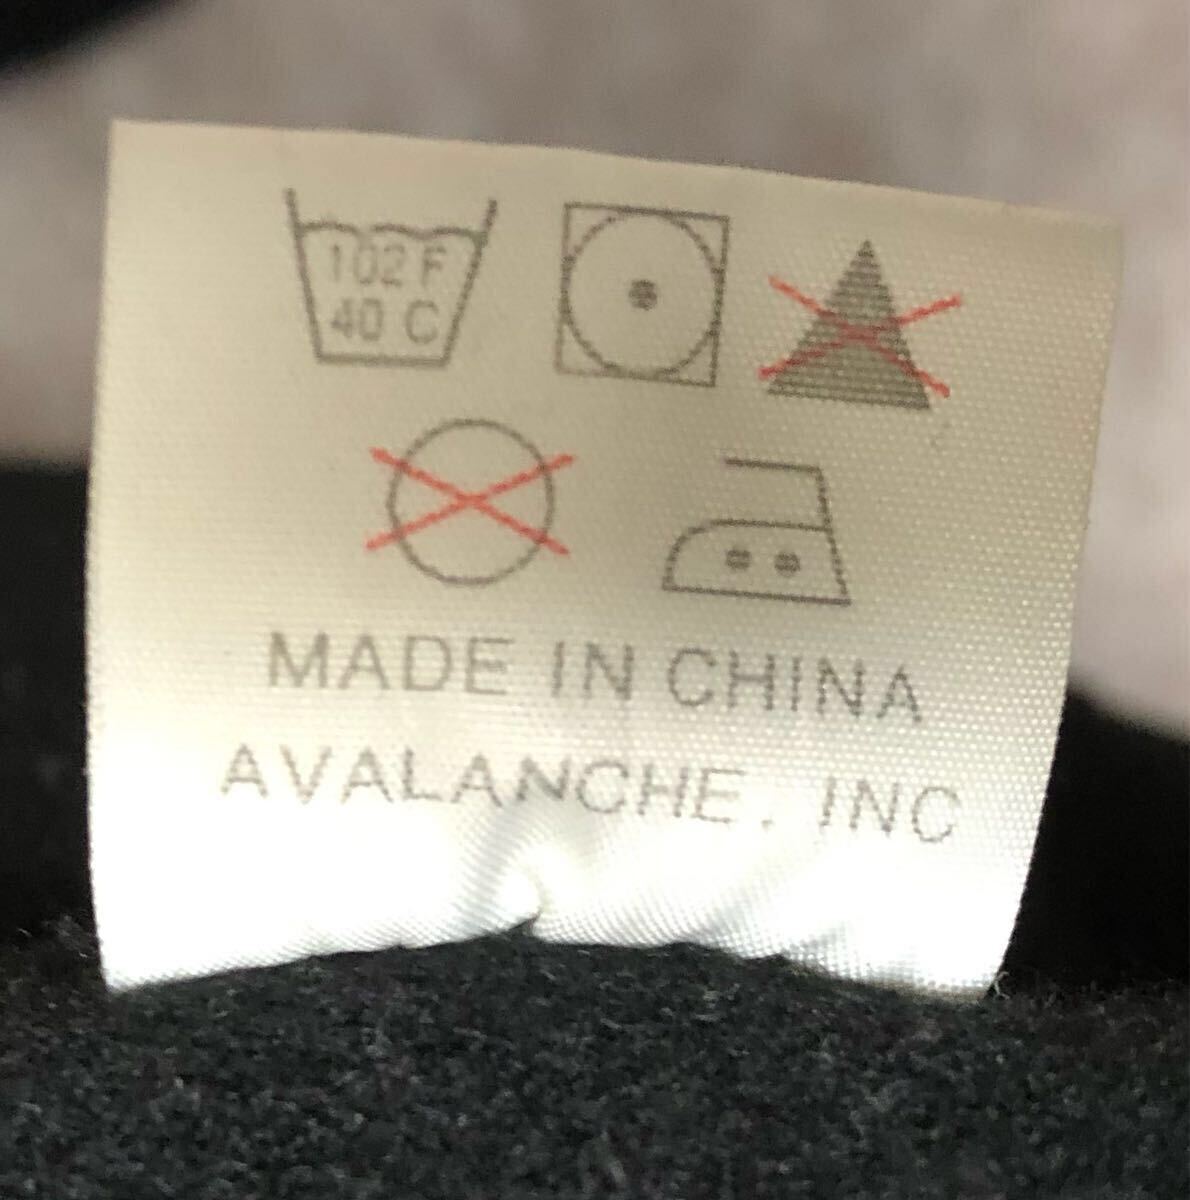 102 F
40 C
MADE IN CHINA
AVALANCHE, INC